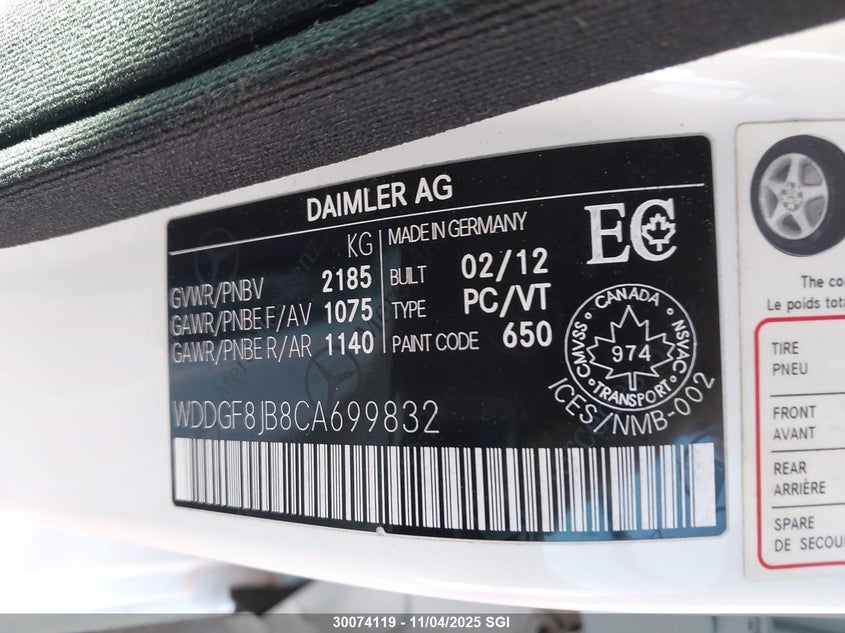 DAIMLER AG
KG
GVWR/PNBV 2185
GAWR/PNBE F/AV 1075
GAWR/PNBE R/AR 1140
MADE IN GERMANY
BUILT 02/12
TYPE PC/VT
PAINT CODE 650
EC
CANADA
CMVSS
NSVAC
974
TRANSPORT
ICES/NMB-002
WDDGF8JB8CA699832
The co
Le poids tota
TIRE
PNEU
FRONT
AVANT
REAR
ARRIÈRE
SPARE
DE SECOU
30074119 — 11/04/2025 SGI